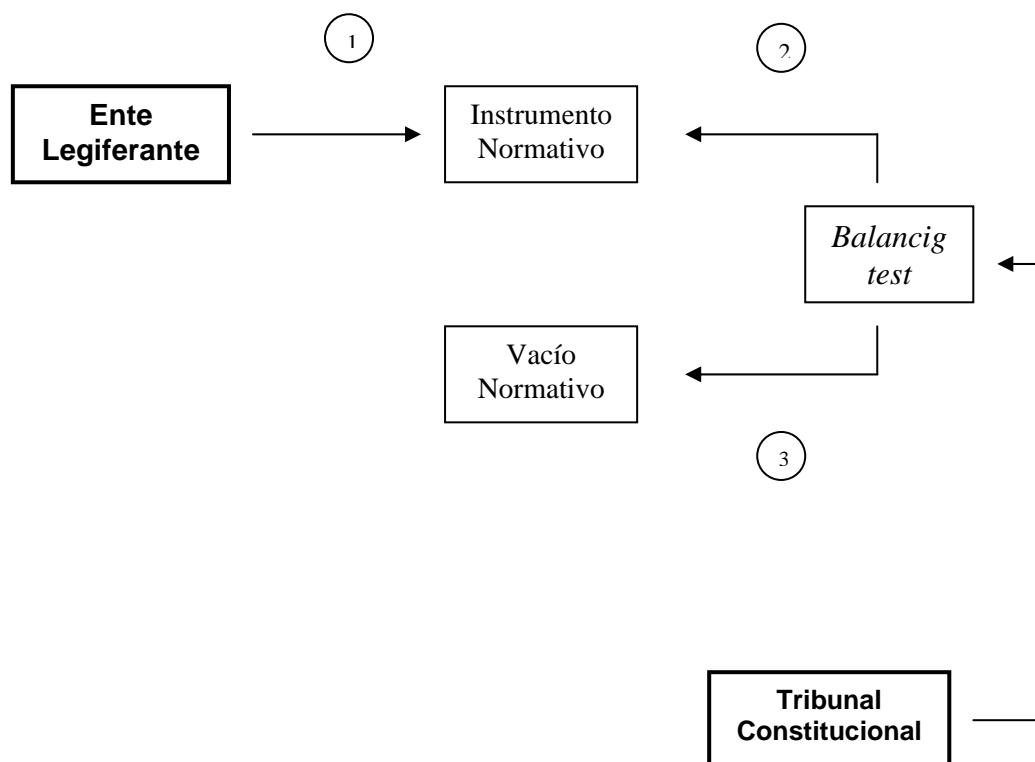 1
2
Ente
Legiferante
Instrumento
Normativo
Balancig
test
Vacío
Normativo
3
Tribunal
Constitucional